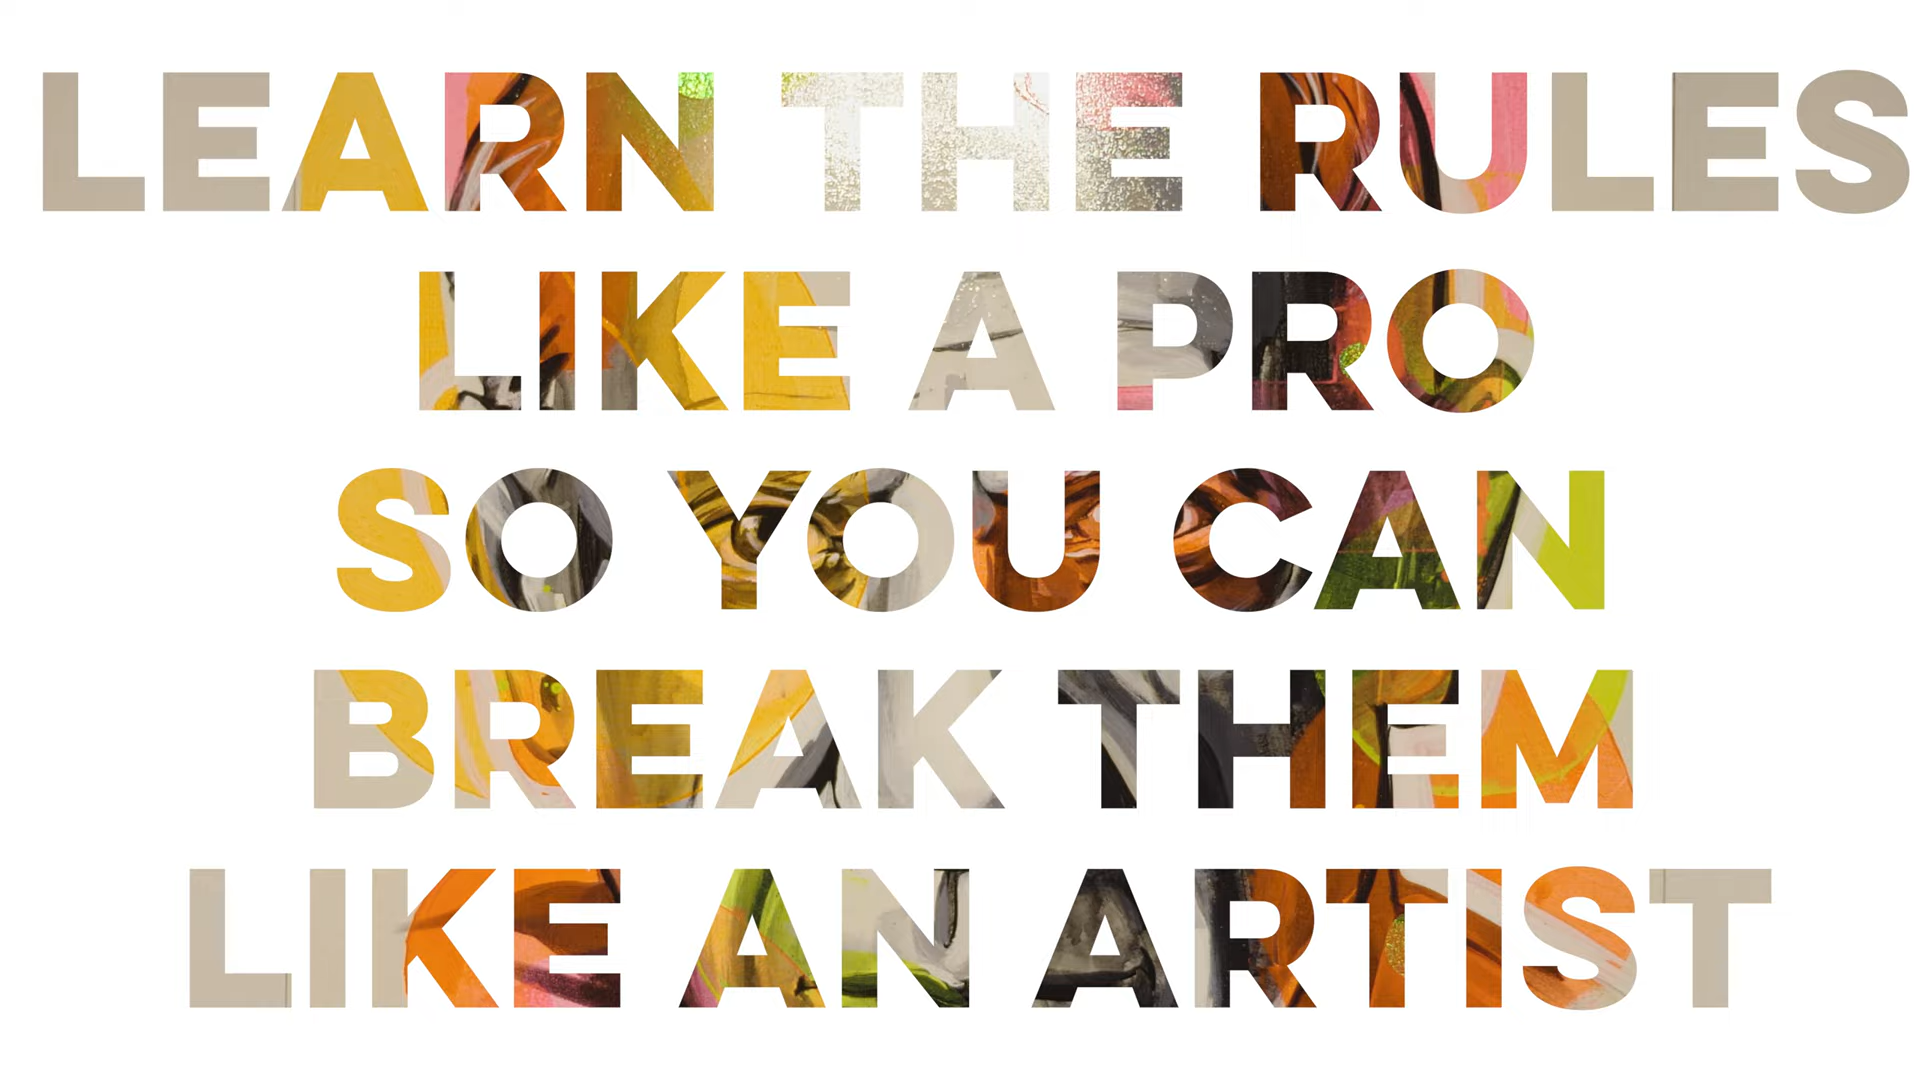 LEARN THE RULES
LIKE A PRO
SO YOU CAN
BREAK THEM
LIKE AN ARTIST